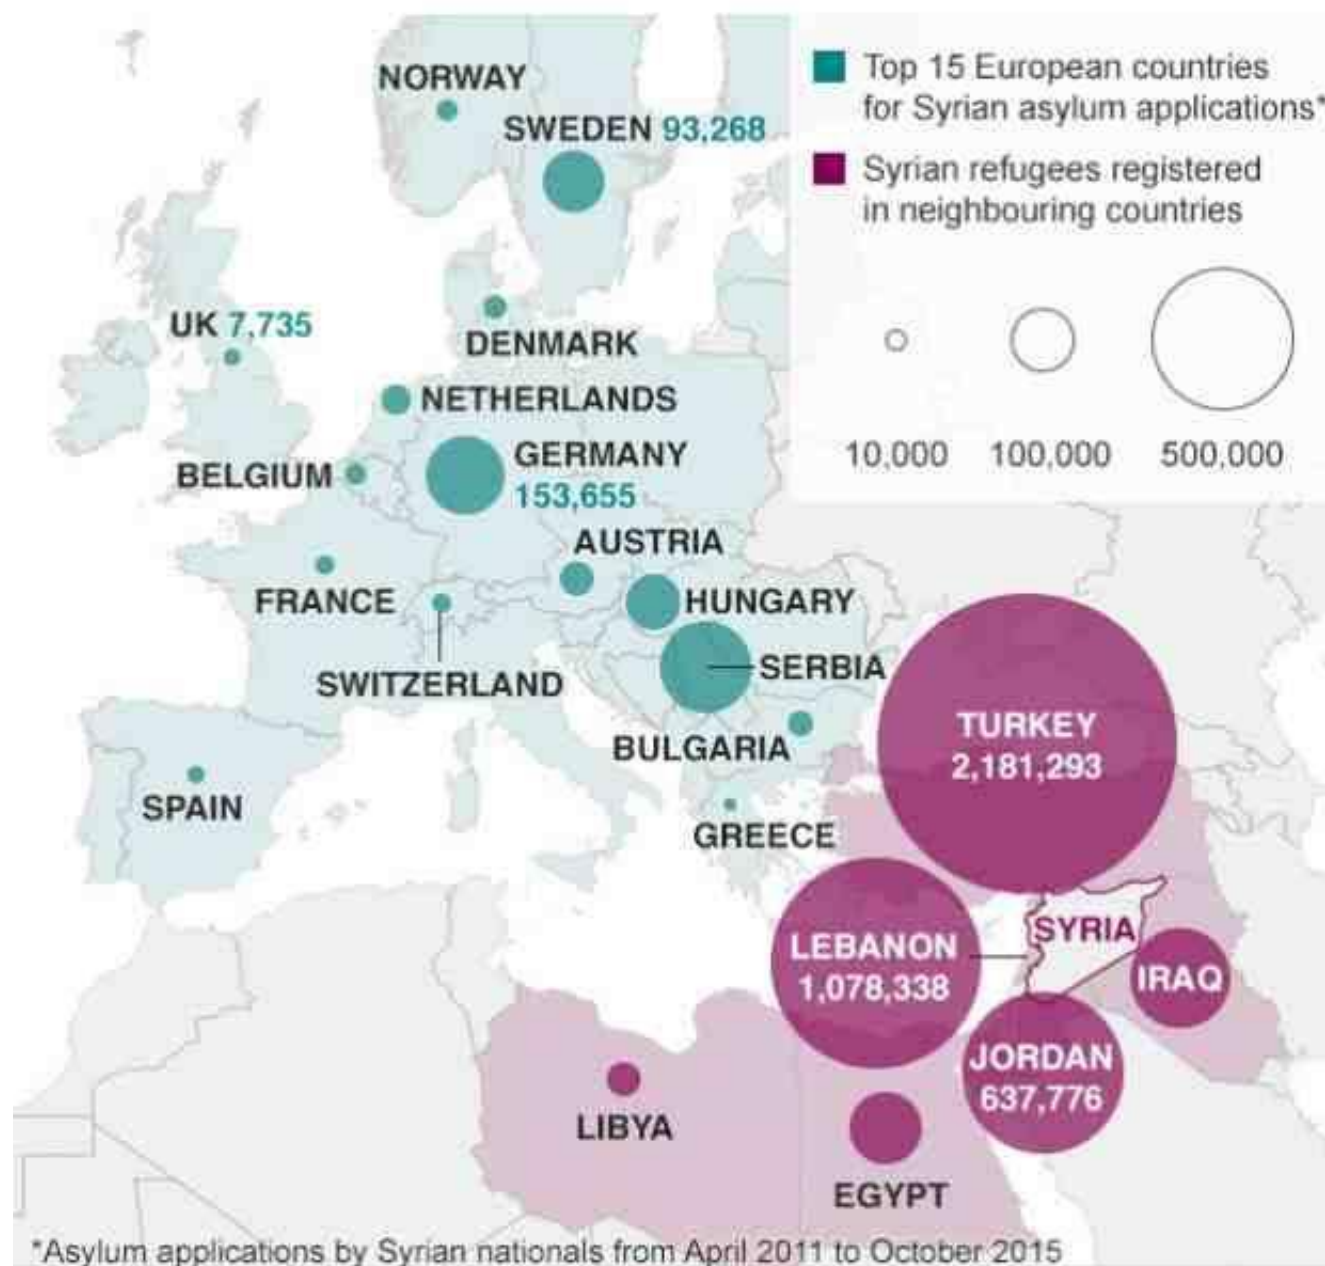 Top 15 European countries
for Syrian asylum applications*
Syrian refugees registered
in neighbouring countries
10,000 100,000 500,000
NORWAY
SWEDEN 93,268
UK 7,735
DENMARK
NETHERLANDS
BELGIUM
GERMANY
153,655
AUSTRIA
FRANCE
HUNGARY
SWITZERLAND
SERBIA
BULGARIA
SPAIN
GREECE
TURKEY
2,181,293
LEBANON
1,078,338
SYRIA
IRAQ
JORDAN
637,776
LIBYA
EGYPT
*Asylum applications by Syrian nationals from April 2011 to October 2015